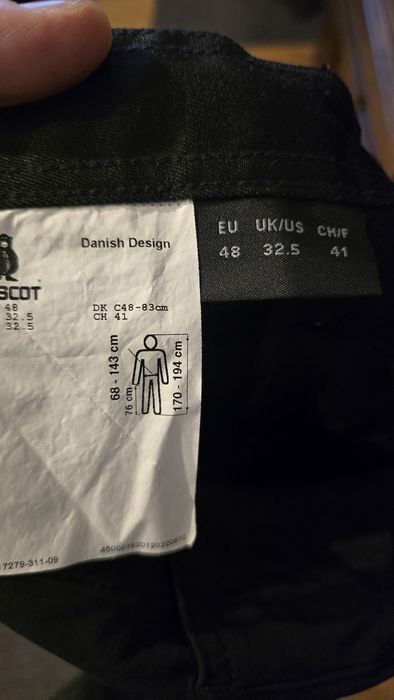 Danish Design
SCOT
48
32.5
32.5
DK C48-83cm
CH 41
68 - 143 cm
76 cm
170 - 194 cm
7279-311-09
EU UK/US CH/F
48 32.5 41